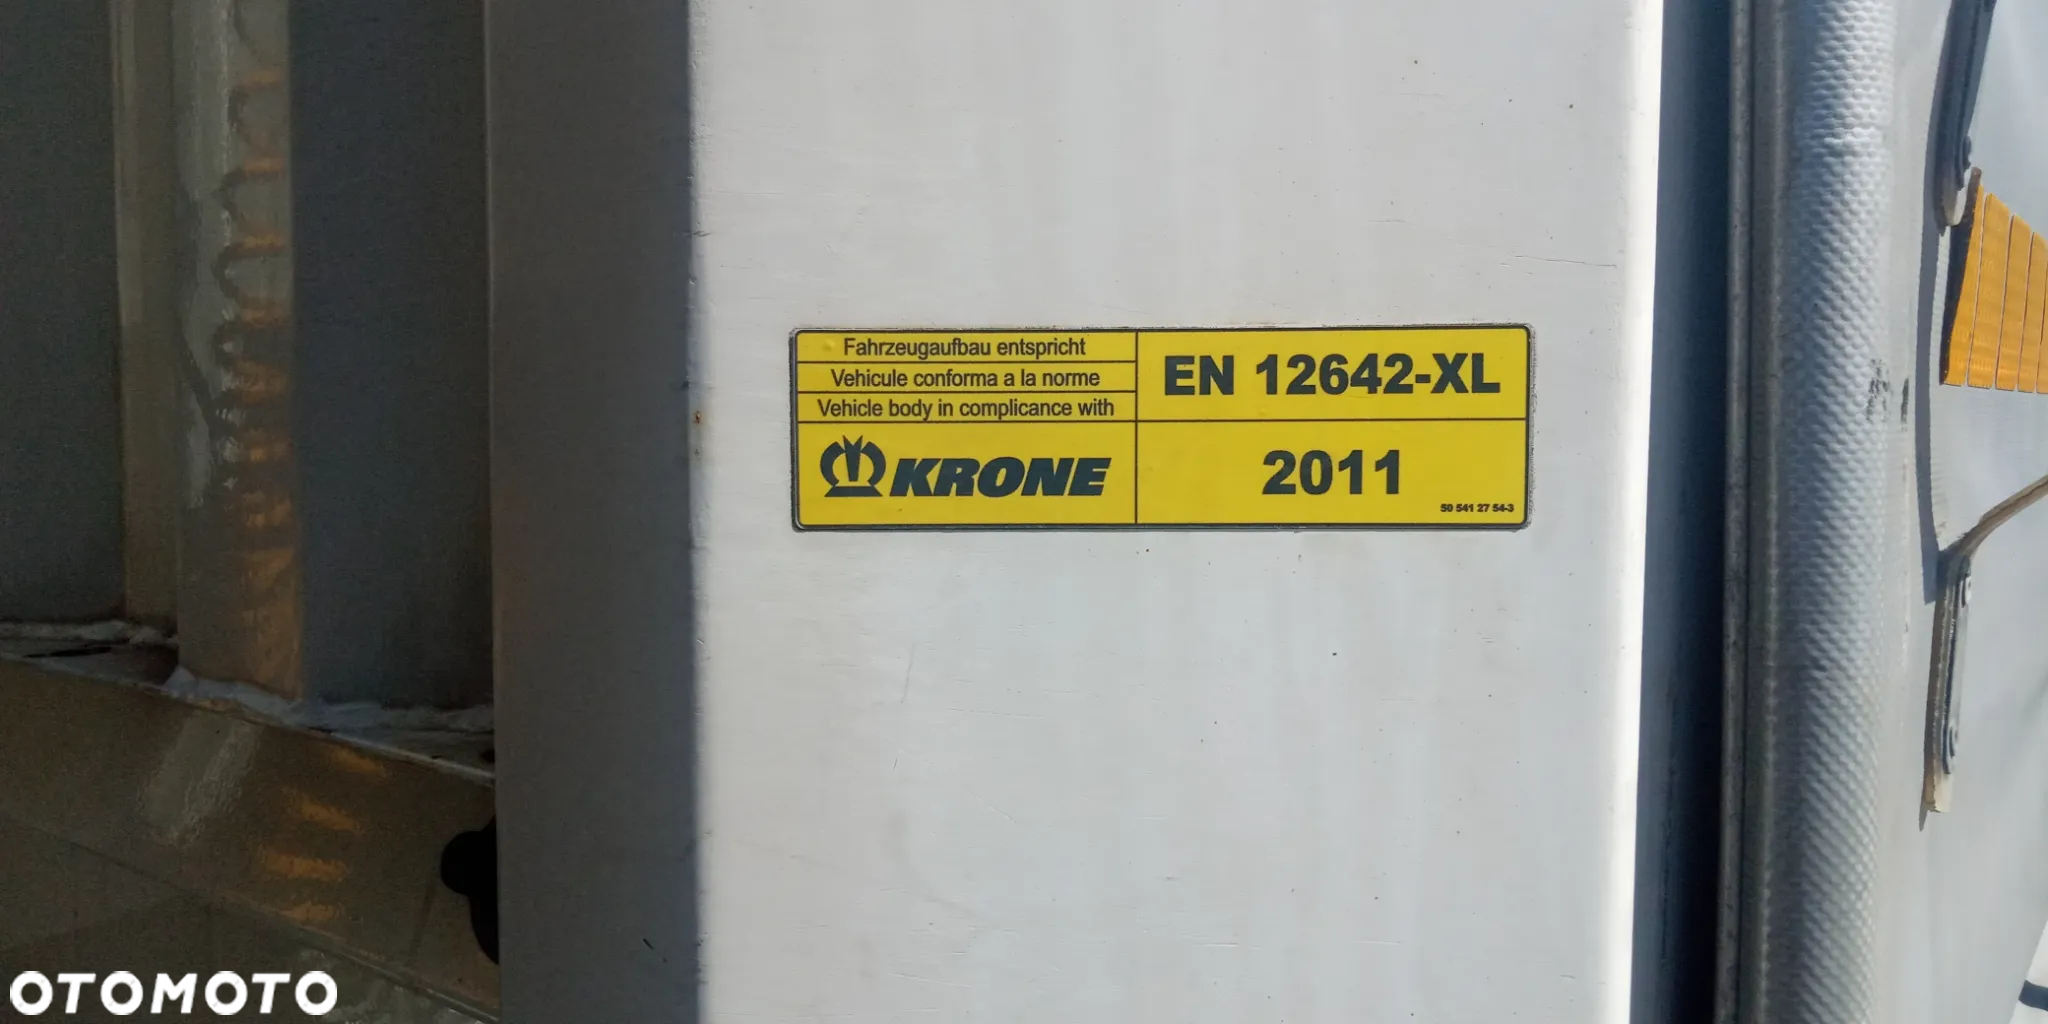 Fahrzeugaufbau entspricht
Vehicule conforma a la norme
Vehicle body in complicance with
EN 12642-XL
KRONE
2011
50 541 27 54-3
OTOMOTO